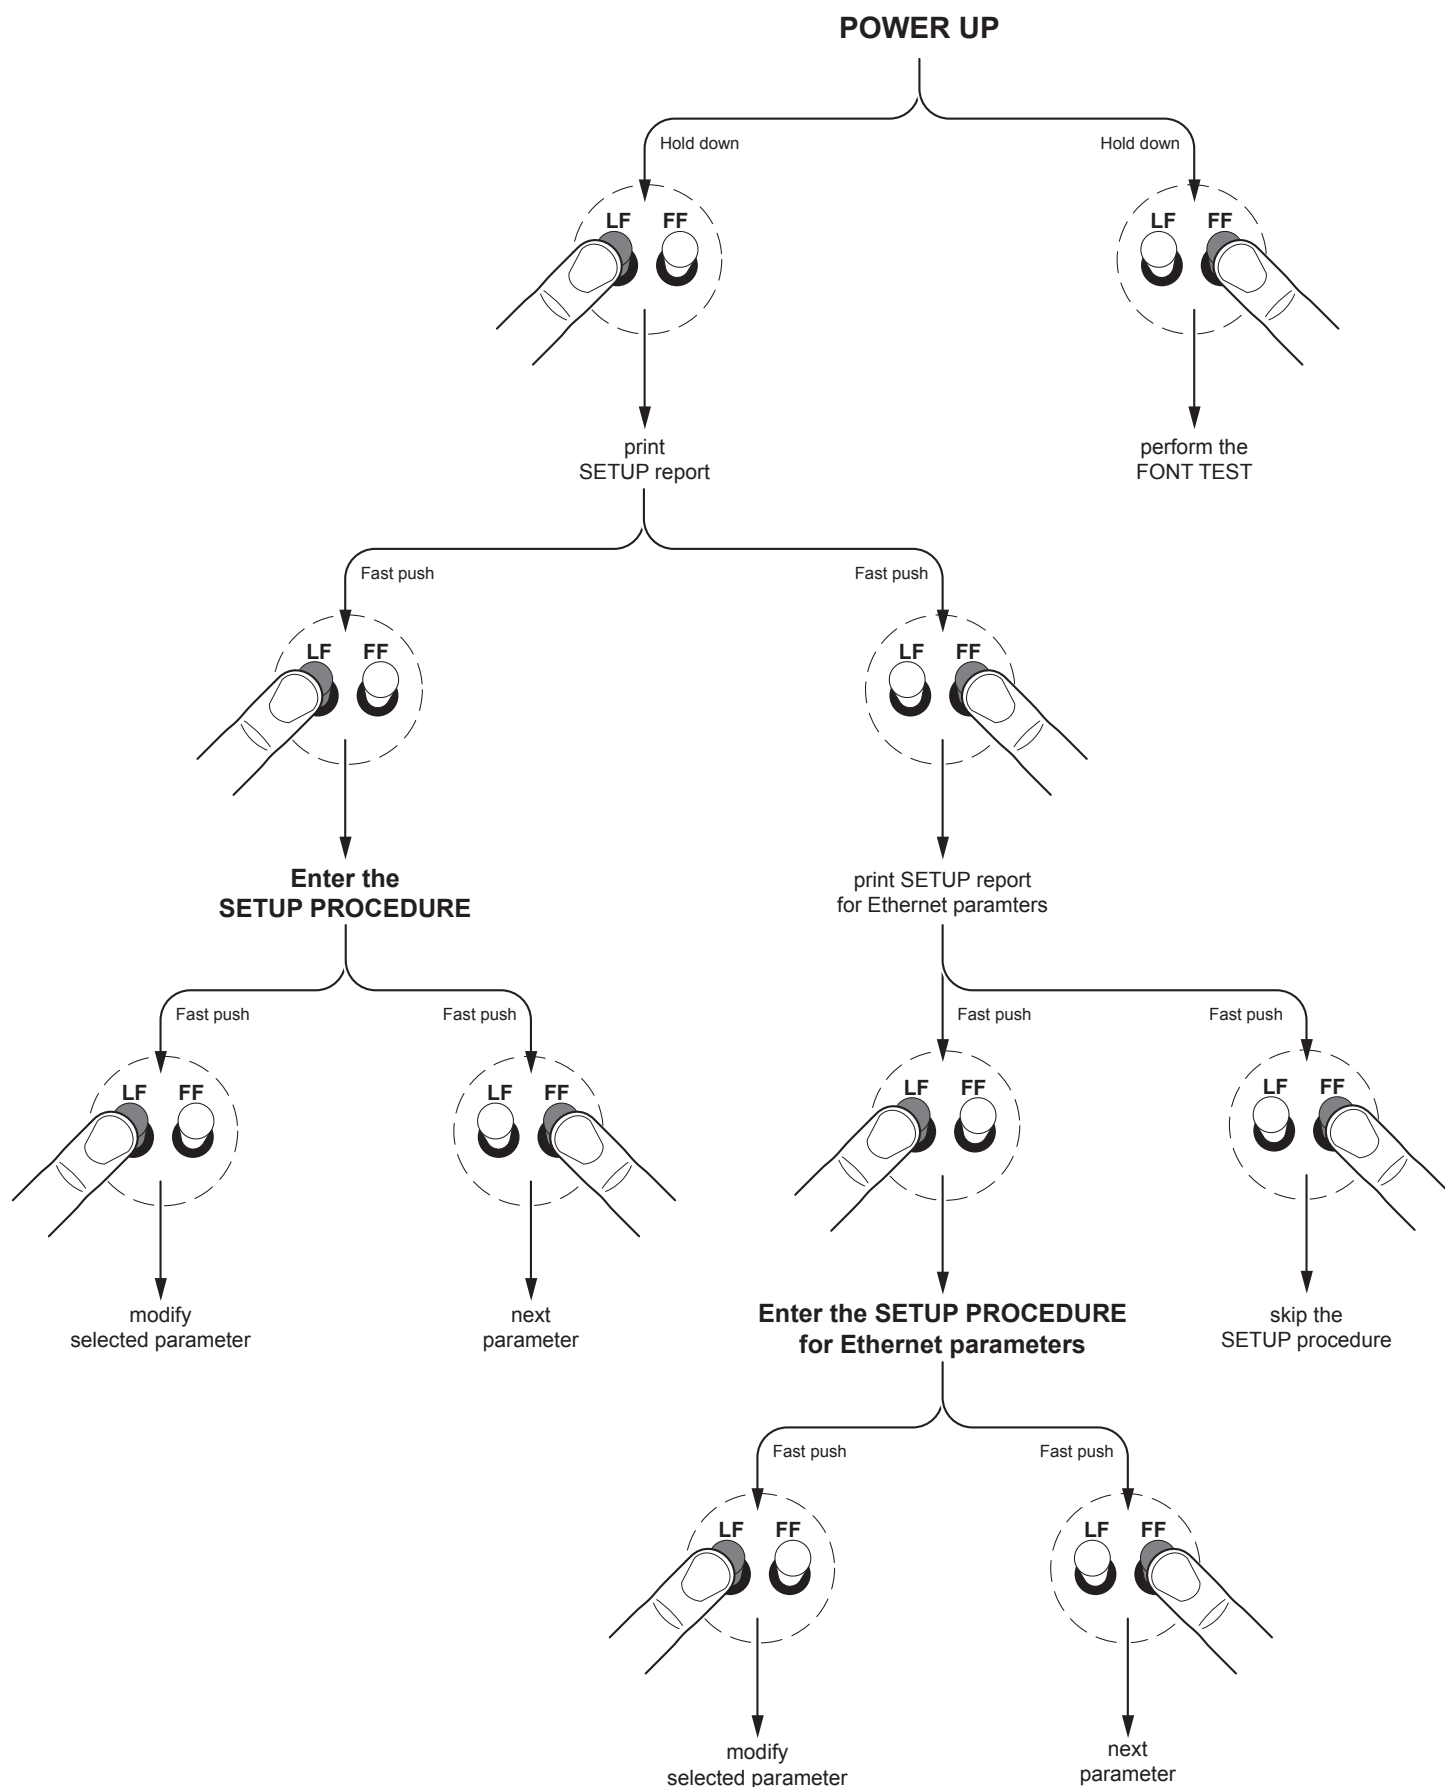 POWER UP
Hold down
Hold down
LF FF
LF FF
print
SETUP report
perform the
FONT TEST
Fast push
Fast push
LF FF
LF FF
Enter the
SETUP PROCEDURE
print SETUP report
for Ethernet paramters
Fast push
Fast push
Fast push
Fast push
LF FF
LF FF
LF FF
LF FF
modify
selected parameter
next
parameter
Enter the SETUP PROCEDURE
for Ethernet parameters
skip the
SETUP procedure
Fast push
Fast push
LF FF
LF FF
modify
selected parameter
next
parameter